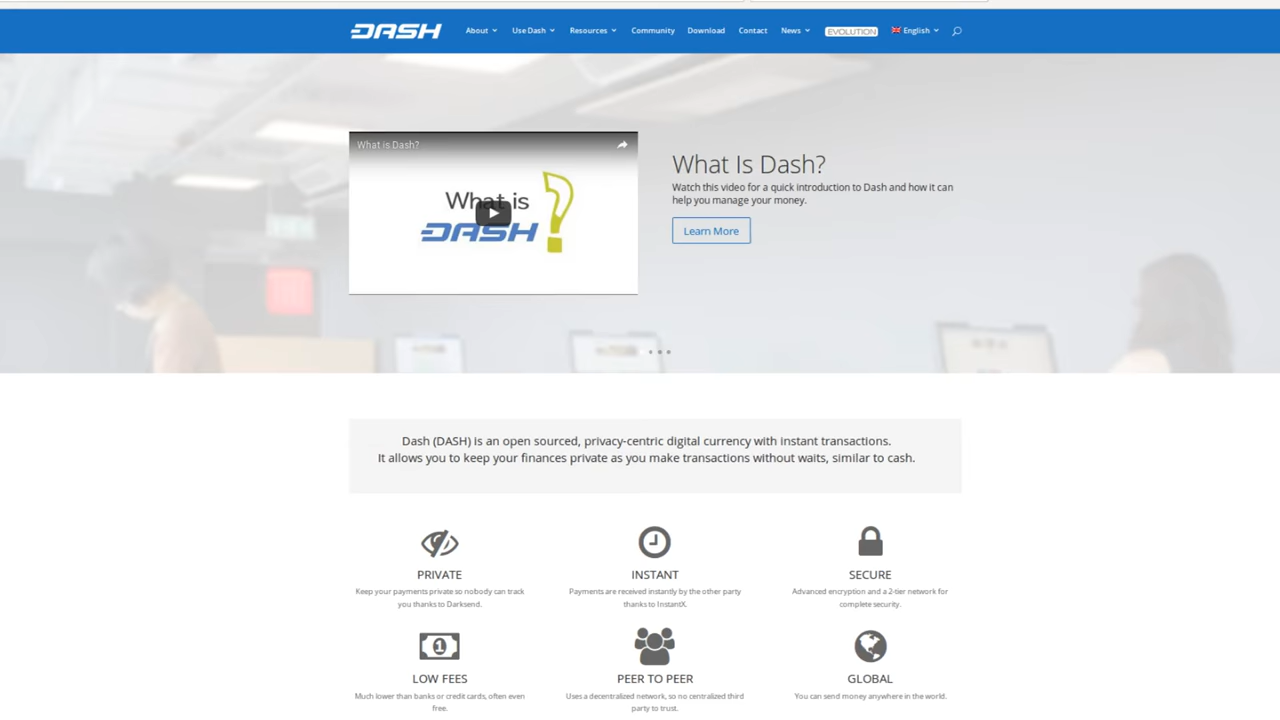 DASH
About
Use Dash
Resources
Community
Download
Contact
News
EVOLUTION
English
What is Dash?
What is
DASH
What Is Dash?
Watch this video for a quick introduction to Dash and how it can
help you manage your money.
Learn More
Dash (DASH) is an open sourced, privacy-centric digital currency with instant transactions.
It allows you to keep your finances private as you make transactions without waits, similar to cash.
PRIVATE
Keep your payments private so nobody can track
you thanks to Darksend.
INSTANT
Payments are received instantly by the other party
thanks to InstantX.
SECURE
Advanced encryption and a 2-tier network for
complete security.
1
LOW FEES
Much lower than banks or credit cards, often even
free.
PEER TO PEER
Uses a decentralized network, so no centralized third
party to trust.
GLOBAL
You can send money anywhere in the world.